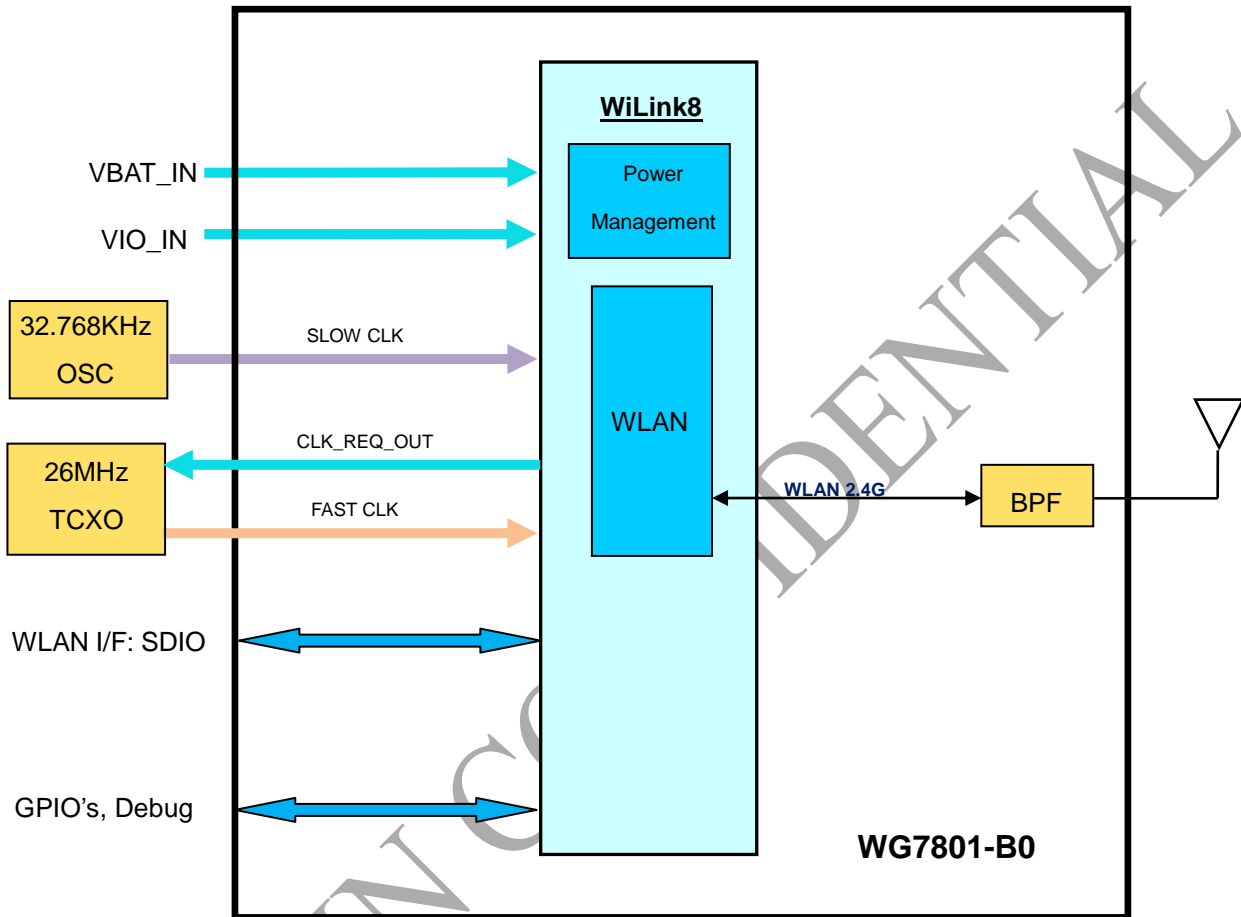 WiLink8
Power
Management
VBAT_IN
VIO_IN
32.768KHz
OSC
SLOW CLK
WLAN
CLK_REQ_OUT
26MHz
TCXO
FAST CLK
WLAN 2.4G
BPF
WLAN I/F: SDIO
GPIO's, Debug
WG7801-B0